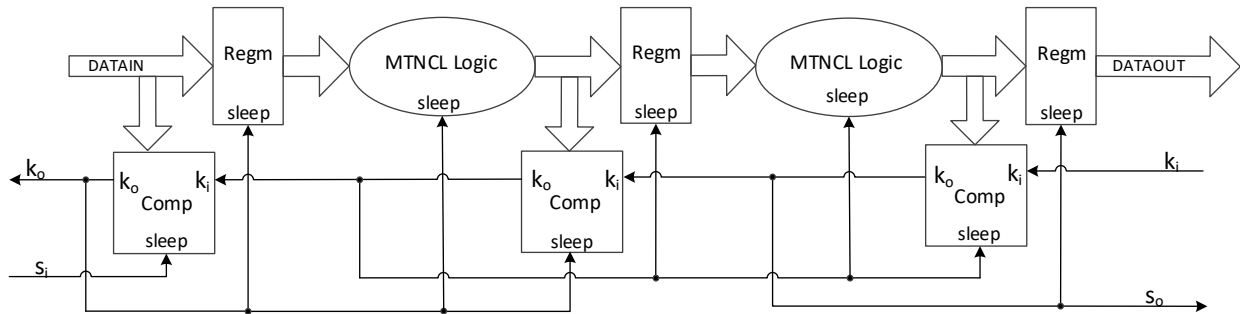 DATAIN
Regm
sleep
MTNCL Logic
sleep
Regm
sleep
MTNCL Logic
sleep
Regm
sleep
DATAOUT
kₒ
kₒ kᵢ
Comp
sleep
sᵢ
kₒ kᵢ
Comp
sleep
kₒ kᵢ
Comp
sleep
kᵢ
sₒ